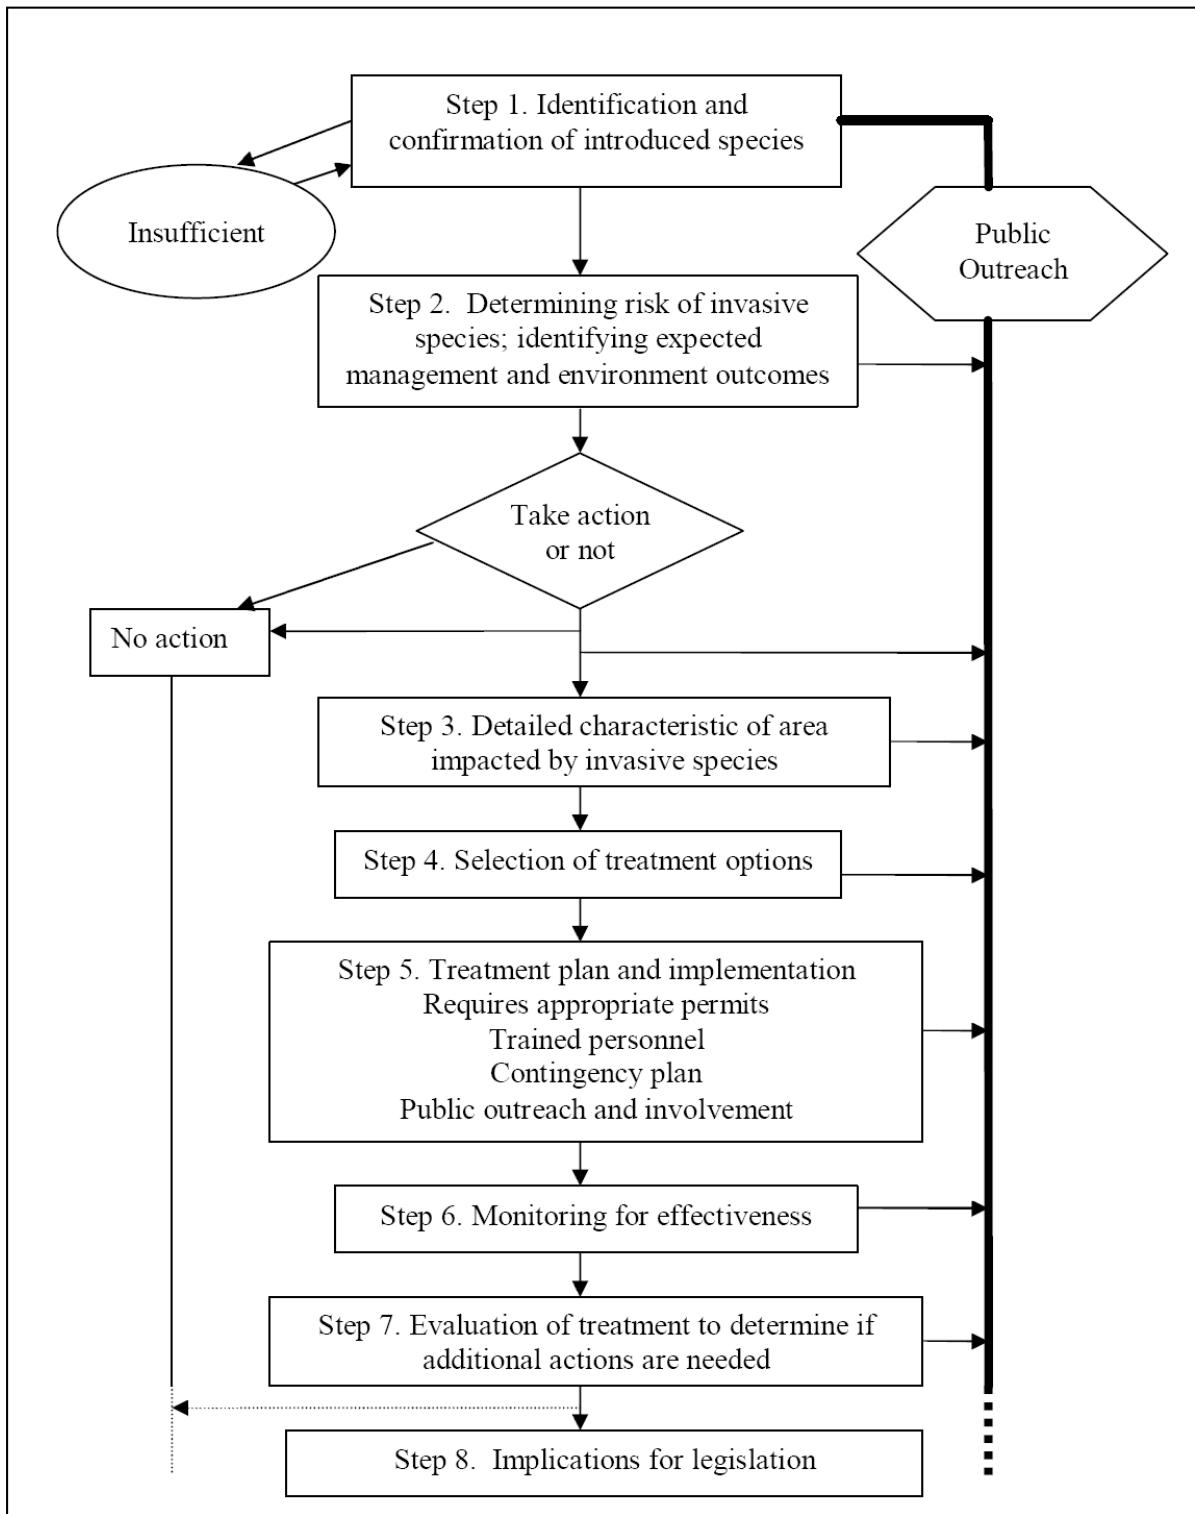 Step 1. Identification and
confirmation of introduced species
Insufficient
Public
Outreach
Step 2.  Determining risk of invasive
species; identifying expected
management and environment outcomes
Take action
or not
No action
Step 3. Detailed characteristic of area
impacted by invasive species
Step 4. Selection of treatment options
Step 5. Treatment plan and implementation
Requires appropriate permits
Trained personnel
Contingency plan
Public outreach and involvement
Step 6. Monitoring for effectiveness
Step 7. Evaluation of treatment to determine if
additional actions are needed
Step 8.  Implications for legislation